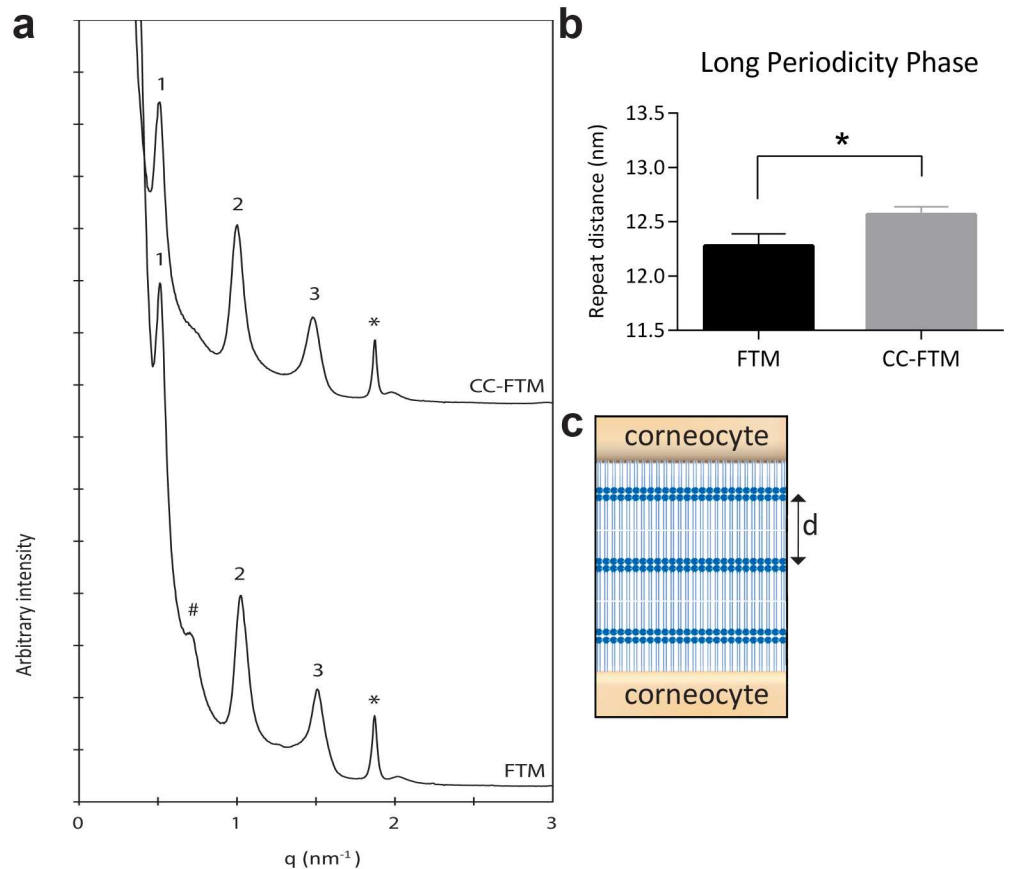 a
1
2
3
*
CC-FTM
1
#
2
3
*
FTM
Arbitrary intensity
0 1 2 3
q (nm⁻¹)
b
Long Periodicity Phase
Repeat distance (nm)
13.5
13.0
12.5
12.0
11.5
*
FTM CC-FTM
c
corneocyte
d
corneocyte